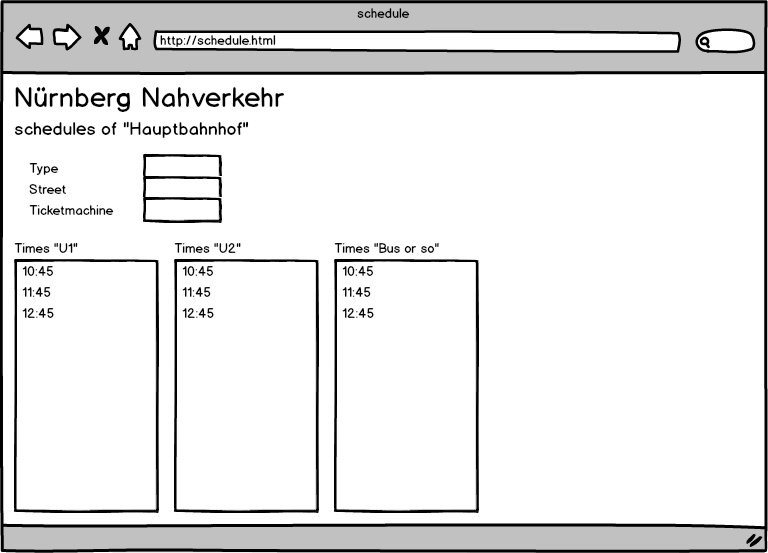 schedule
http://schedule.html
Nürnberg Nahverkehr
schedules of "Hauptbahnhof"
Type
Street
Ticketmachine
Times "U1"
Times "U2"
Times "Bus or so"
10:45
10:45
10:45
11:45
11:45
11:45
12:45
12:45
12:45